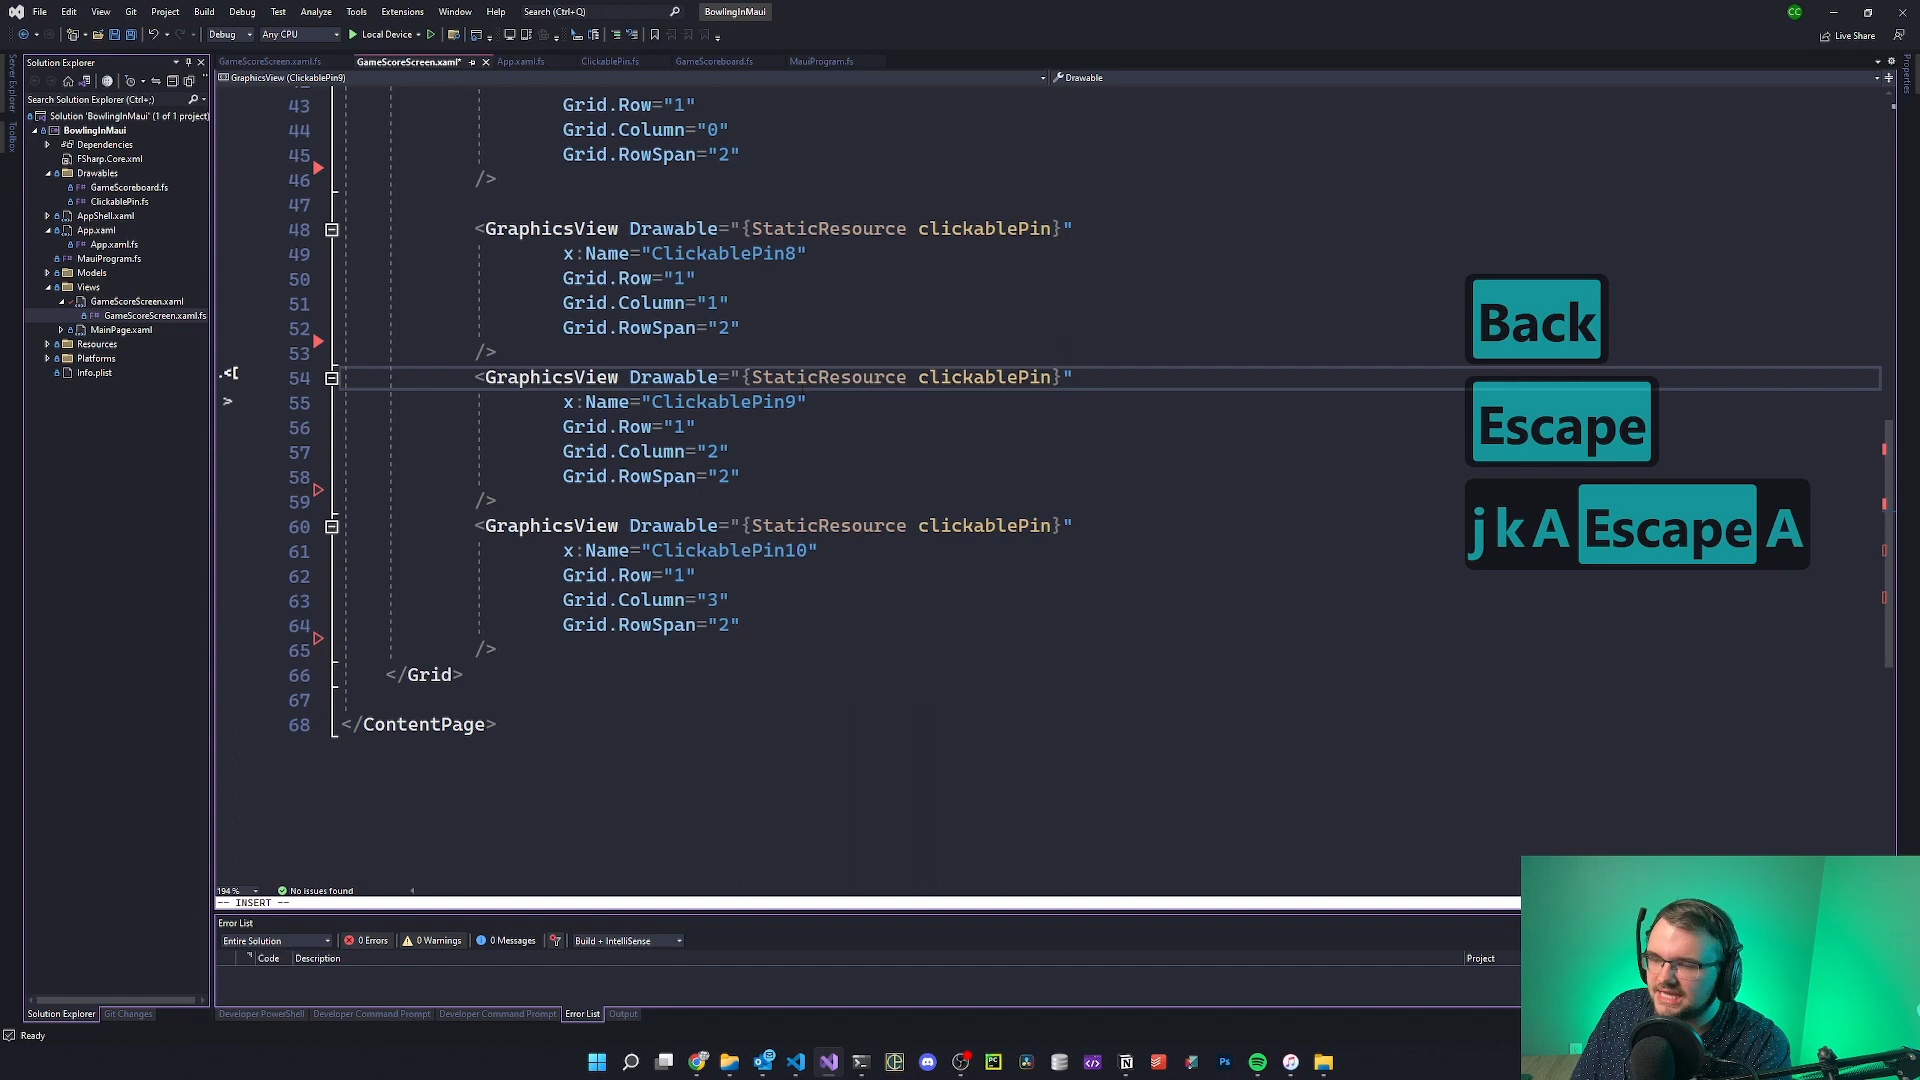 File Edit View Git Project Build Debug Test Analyze Tools Extensions Window Help Search (Ctrl+Q) BowlingInMaui CC
Debug Any CPU Local Device Live Share
Server Explorer
Toolbox
Properties
Solution Explorer
Search Solution Explorer (Ctrl+;)
Solution 'BowlingInMaui' (1 of 1 project)
BowlingInMaui
Dependencies
FSharp.Core.xml
Drawables
GameScoreboard.fs
ClickablePin.fs
AppShell.xaml
App.xaml
App.xaml.fs
MauiProgram.fs
Models
Views
GameScoreScreen.xaml
GameScoreScreen.xaml.fs
MainPage.xaml
Resources
Platforms
Info.plist
GameScoreScreen.xaml.fs GameScoreScreen.xaml* App.xaml.fs ClickablePin.fs GameScoreboard.fs MauiProgram.fs
GraphicsView (ClickablePin9) Drawable
43 Grid.Row="1"
44 Grid.Column="0"
45 Grid.RowSpan="2"
46 />
47
48 <GraphicsView Drawable="{StaticResource clickablePin}"
49 x:Name="ClickablePin8"
50 Grid.Row="1"
51 Grid.Column="1"
52 Grid.RowSpan="2"
53 />
54 <GraphicsView Drawable="{StaticResource clickablePin}"
55 x:Name="ClickablePin9"
56 Grid.Row="1"
57 Grid.Column="2"
58 Grid.RowSpan="2"
59 />
60 <GraphicsView Drawable="{StaticResource clickablePin}"
61 x:Name="ClickablePin10"
62 Grid.Row="1"
63 Grid.Column="3"
64 Grid.RowSpan="2"
65 />
66 </Grid>
67
68 </ContentPage>
Back
Escape
j k A Escape A
194 % No issues found
-- INSERT --
Error List
Entire Solution 0 Errors 0 Warnings 0 Messages Build + IntelliSense
Code Description Project
Solution Explorer Git Changes
Developer PowerShell Developer Command Prompt Developer Command Prompt Error List Output
Ready